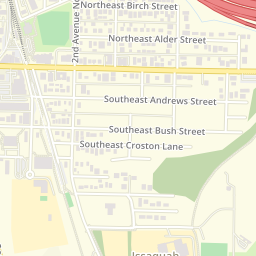 Northeast Birch Street
2nd Avenue N
Northeast Alder Street
Southeast Andrews Street
Southeast Bush Street
Southeast Croston Lane
Issaquah